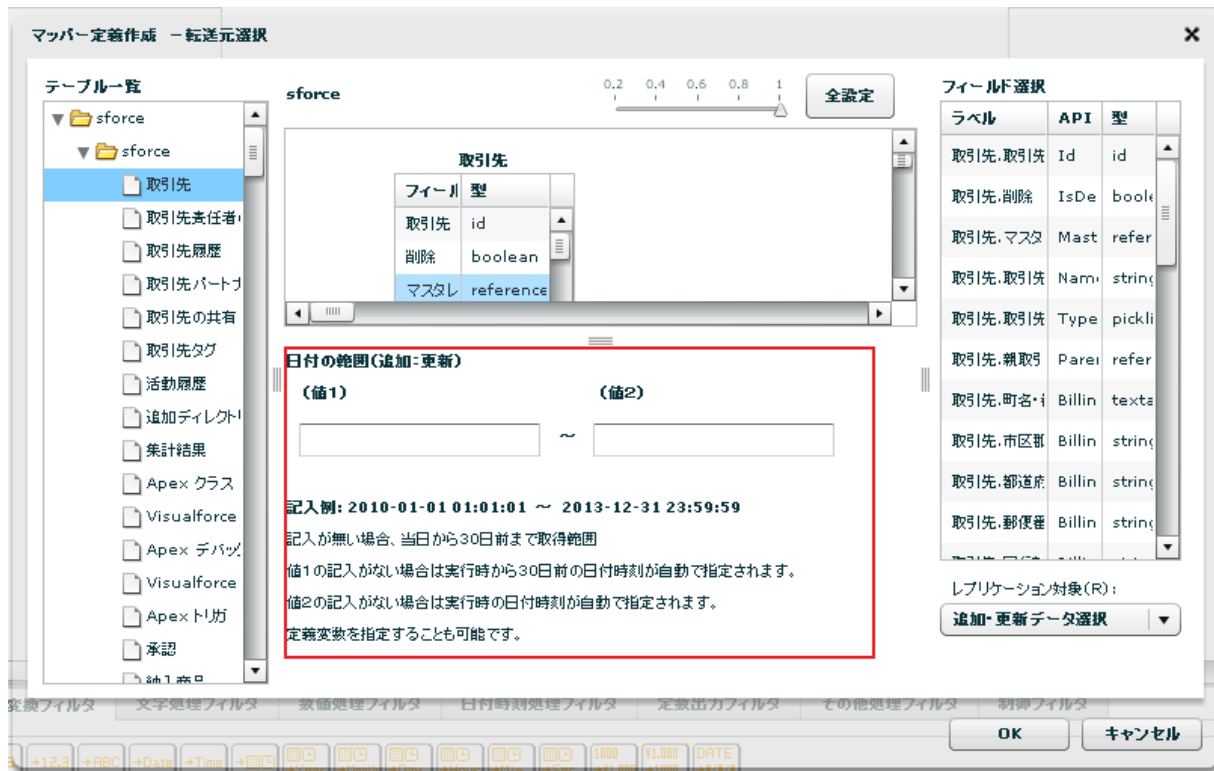 マッパー定義作成 －転送元選択
テーブル一覧
sforce
sforce
取引先
取引先責任者
取引先履歴
取引先パートナ
取引先の共有
取引先タグ
活動履歴
追加ディレクトリ
集計結果
Apex クラス
Visualforce
Apex デバッグ
Visualforce
Apex トリガ
承認
納入商品
sforce
0.2 0.4 0.6 0.8 1
全設定
取引先
フィール 型
取引先 id
削除 boolean
マスタレ reference
日付の範囲(追加:更新)
(値1) (値2)
～
記入例: 2010-01-01 01:01:01 ～ 2013-12-31 23:59:59
記入が無い場合、当日から30日前まで取得範囲
値1の記入がない場合は実行時から30日前の日付時刻が自動で指定されます。
値2の記入がない場合は実行時の日付時刻が自動で指定されます。
定義変数を指定することも可能です。
フィールド選択
ラベル API 型
取引先.取引先 Id id
取引先.削除 IsDe boole
取引先.マスタ Mast refer
取引先.取引先 Nam string
取引先.取引先 Type pickli
取引先.親取引 Parei refer
取引先.町名・ Billin texta
取引先.市区郡 Billin string
取引先.都道府 Billin string
取引先.郵便番 Billin string
レプリケーション対象(R):
追加・更新データ選択
変換フィルタ 文字処理フィルタ 数値処理フィルタ 日付時刻処理フィルタ 定数出力フィルタ その他処理フィルタ 制御フィルタ
OK キャンセル
→12.3 →ABC →Date →Time